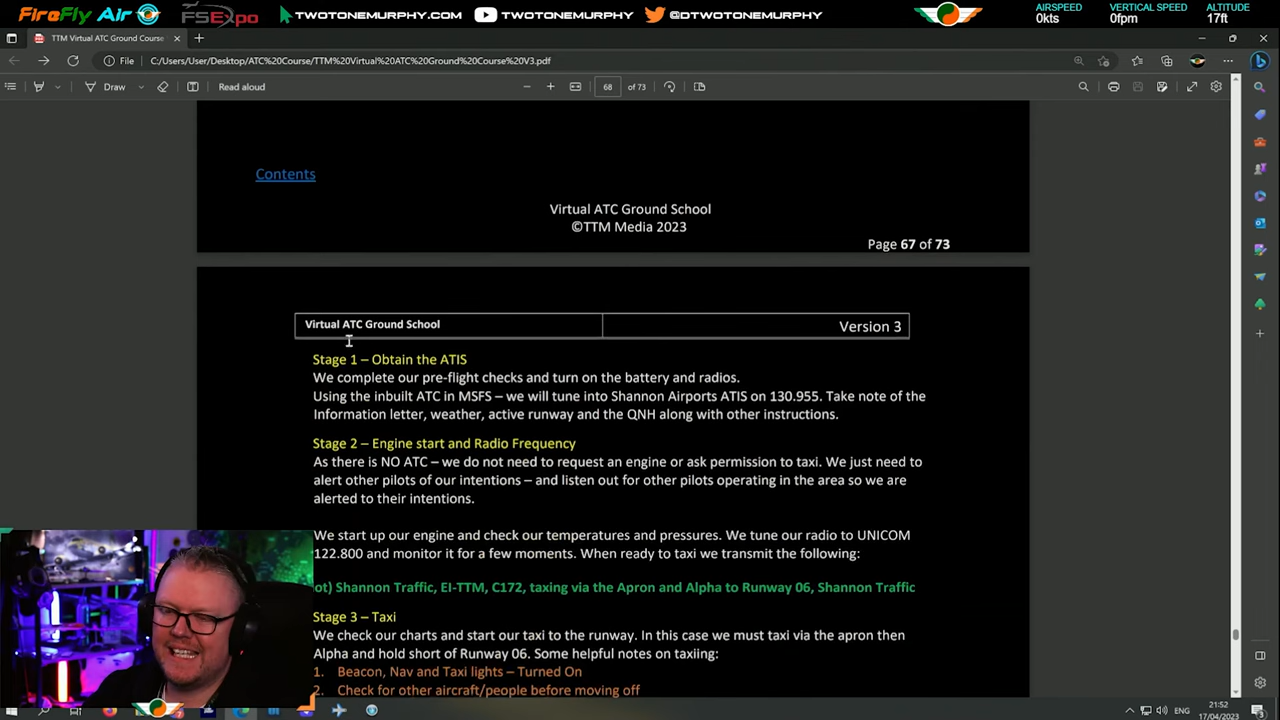 FireFly Air
FSExpo
TWOTONEMURPHY.COM
TWOTONEMURPHY
@DTWOTONEMURPHY
AIRSPEED
0kts
VERTICAL SPEED
0fpm
ALTITUDE
17ft
TTM Virtual ATC Ground Course
File
C:/Users/User/Desktop/ATC%20Course/TTM%20Virtual%20ATC%20Ground%20Course%20V3.pdf
Draw
Read aloud
68
of 73
Contents
Virtual ATC Ground School
©TTM Media 2023
Page 67 of 73
Virtual ATC Ground School
Version 3
Stage 1 – Obtain the ATIS
We complete our pre-flight checks and turn on the battery and radios.
Using the inbuilt ATC in MSFS – we will tune into Shannon Airports ATIS on 130.955. Take note of the
Information letter, weather, active runway and the QNH along with other instructions.
Stage 2 – Engine start and Radio Frequency
As there is NO ATC – we do not need to request an engine or ask permission to taxi. We just need to
alert other pilots of our intentions – and listen out for other pilots operating in the area so we are
alerted to their intentions.
We start up our engine and check our temperatures and pressures. We tune our radio to UNICOM
122.800 and monitor it for a few moments. When ready to taxi we transmit the following:
ot) Shannon Traffic, EI-TTM, C172, taxing via the Apron and Alpha to Runway 06, Shannon Traffic
Stage 3 – Taxi
We check our charts and start our taxi to the runway. In this case we must taxi via the apron then
Alpha and hold short of Runway 06. Some helpful notes on taxiing:
1. Beacon, Nav and Taxi lights – Turned On
2. Check for other aircraft/people before moving off
ENG
21:52
17/04/2023